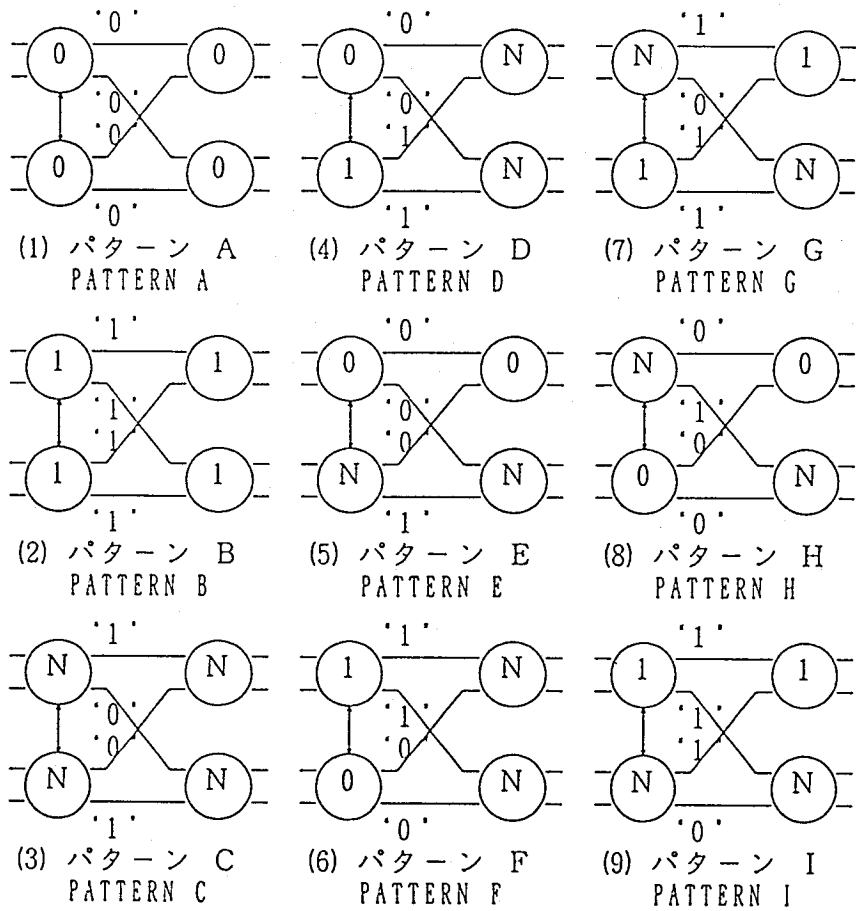 '0'
0 0
'0'
'0'
0 0
'0'
(1) パターン A
PATTERN A
'1'
1 1
'1'
'1'
1 1
'1'
(2) パターン B
PATTERN B
'1'
N N
'0'
'0'
N N
'1'
(3) パターン C
PATTERN C
'0'
0 N
'0'
'1'
1 N
'1'
(4) パターン D
PATTERN D
'0'
0 0
'0'
'0'
N N
'1'
(5) パターン E
PATTERN E
'1'
1 N
'1'
'0'
0 N
'0'
(6) パターン F
PATTERN F
'1'
N 1
'0'
'1'
1 N
'1'
(7) パターン G
PATTERN G
'0'
N 0
'1'
'0'
0 N
'0'
(8) パターン H
PATTERN H
'1'
1 1
'1'
'1'
N N
'0'
(9) パターン I
PATTERN I